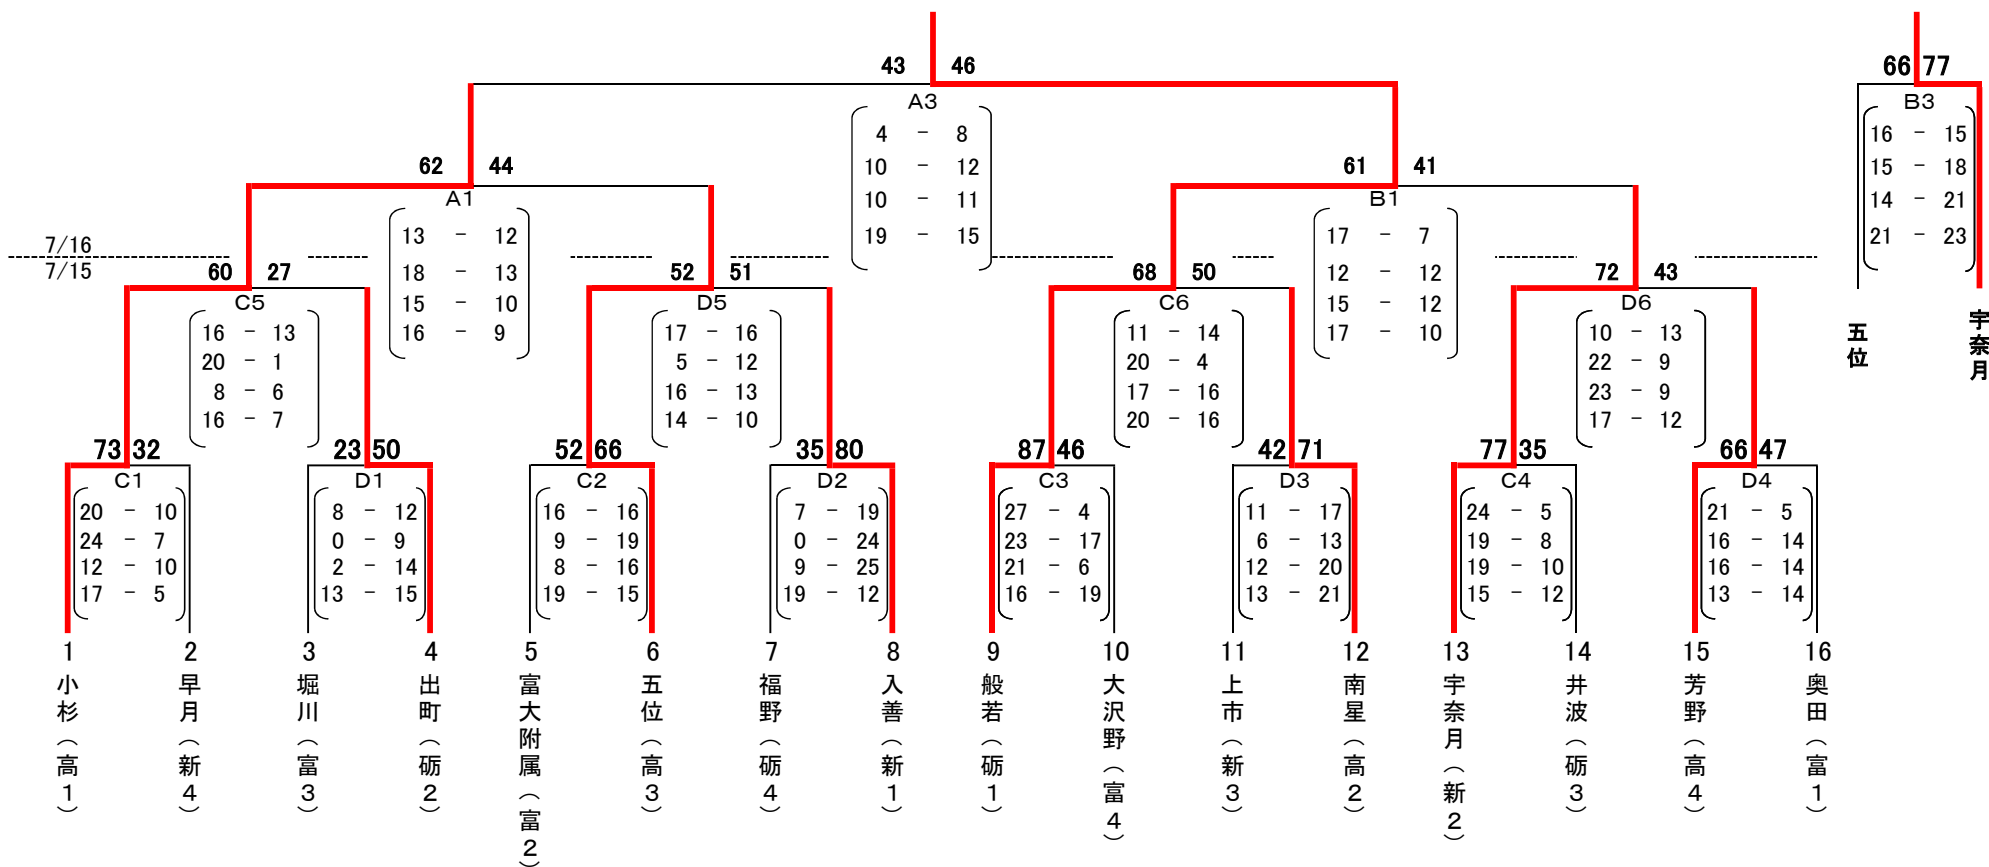 43 46
66 77
A3
4 - 8
10 - 12
10 - 11
19 - 15
B3
16 - 15
15 - 18
14 - 21
21 - 23
五位
宇奈月
62 44
A1
13 - 12
18 - 13
15 - 10
16 - 9
61 41
B1
17 - 7
12 - 12
15 - 12
17 - 10
7/16
7/15
60 27
C5
16 - 13
20 - 1
8 - 6
16 - 7
52 51
D5
17 - 16
5 - 12
16 - 13
14 - 10
68 50
C6
11 - 14
20 - 4
17 - 16
20 - 16
72 43
D6
10 - 13
22 - 9
23 - 9
17 - 12
73 32
C1
20 - 10
24 - 7
12 - 10
17 - 5
23 50
D1
8 - 12
0 - 9
2 - 14
13 - 15
52 66
C2
16 - 16
9 - 19
8 - 16
19 - 15
35 80
D2
7 - 19
0 - 24
9 - 25
19 - 12
87 46
C3
27 - 4
23 - 17
21 - 6
16 - 19
42 71
D3
11 - 17
6 - 13
12 - 20
13 - 21
77 35
C4
24 - 5
19 - 8
19 - 10
15 - 12
66 47
D4
21 - 5
16 - 14
16 - 14
13 - 14
1
小杉（高１）
2
早月（新４）
3
堀川（富３）
4
出町（砺２）
5
富大附属（富２）
6
五位（高３）
7
福野（砺４）
8
入善（新１）
9
般若（砺１）
10
大沢野（富４）
11
上市（新３）
12
南星（高２）
13
宇奈月（新２）
14
井波（砺３）
15
芳野（高４）
16
奥田（富１）